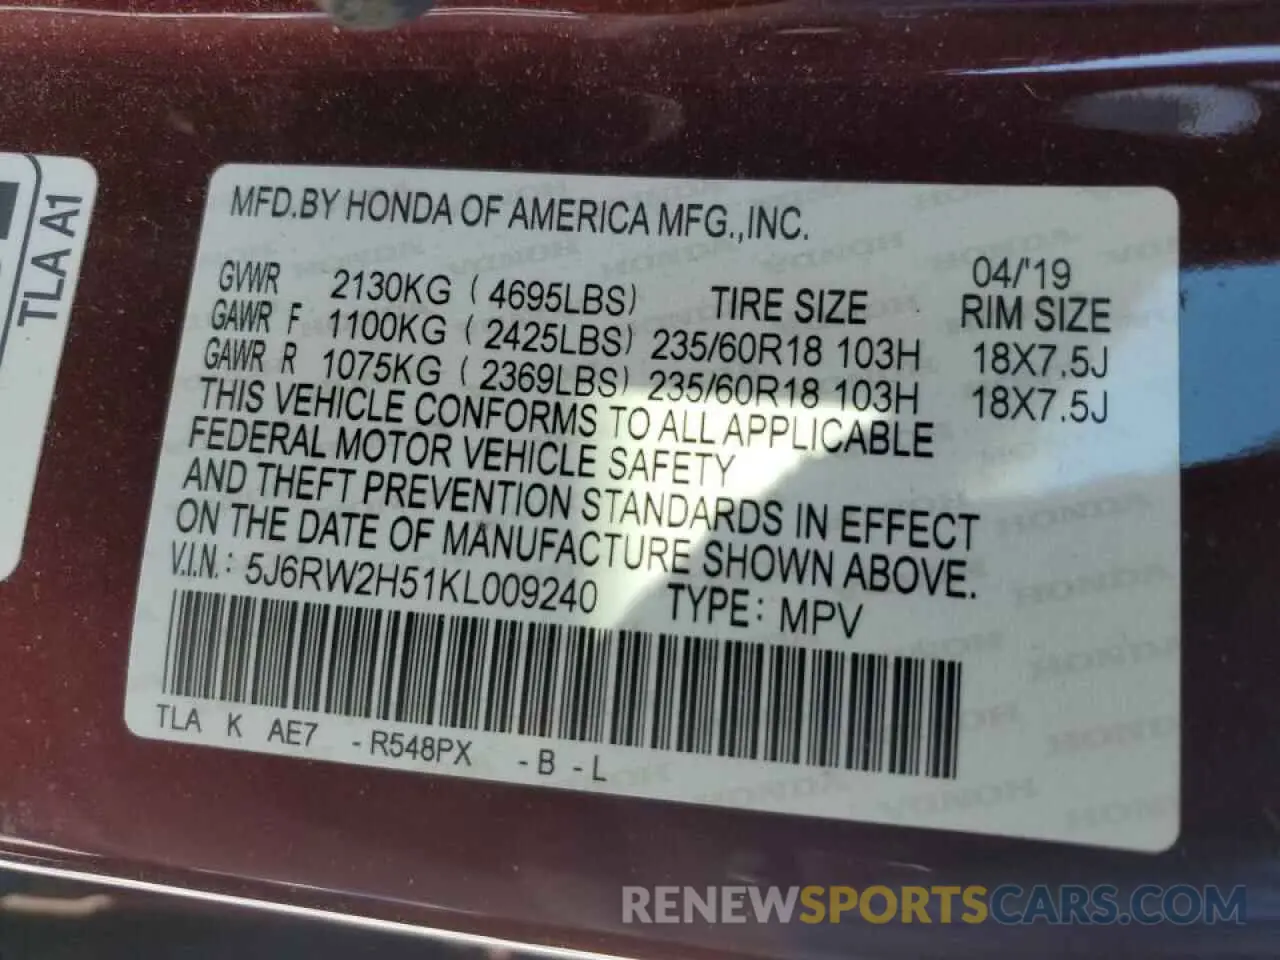 TLA A1
MFD.BY HONDA OF AMERICA MFG.,INC.
04/'19
GVWR 2130KG ( 4695LBS) TIRE SIZE RIM SIZE
GAWR F 1100KG ( 2425LBS) 235/60R18 103H 18X7.5J
GAWR R 1075KG ( 2369LBS) 235/60R18 103H 18X7.5J
THIS VEHICLE CONFORMS TO ALL APPLICABLE
FEDERAL MOTOR VEHICLE SAFETY
AND THEFT PREVENTION STANDARDS IN EFFECT
ON THE DATE OF MANUFACTURE SHOWN ABOVE.
V.I.N.: 5J6RW2H51KL009240 TYPE: MPV
TLA K AE7 -R548PX -B -L
RENEWSPORTSCARS.COM